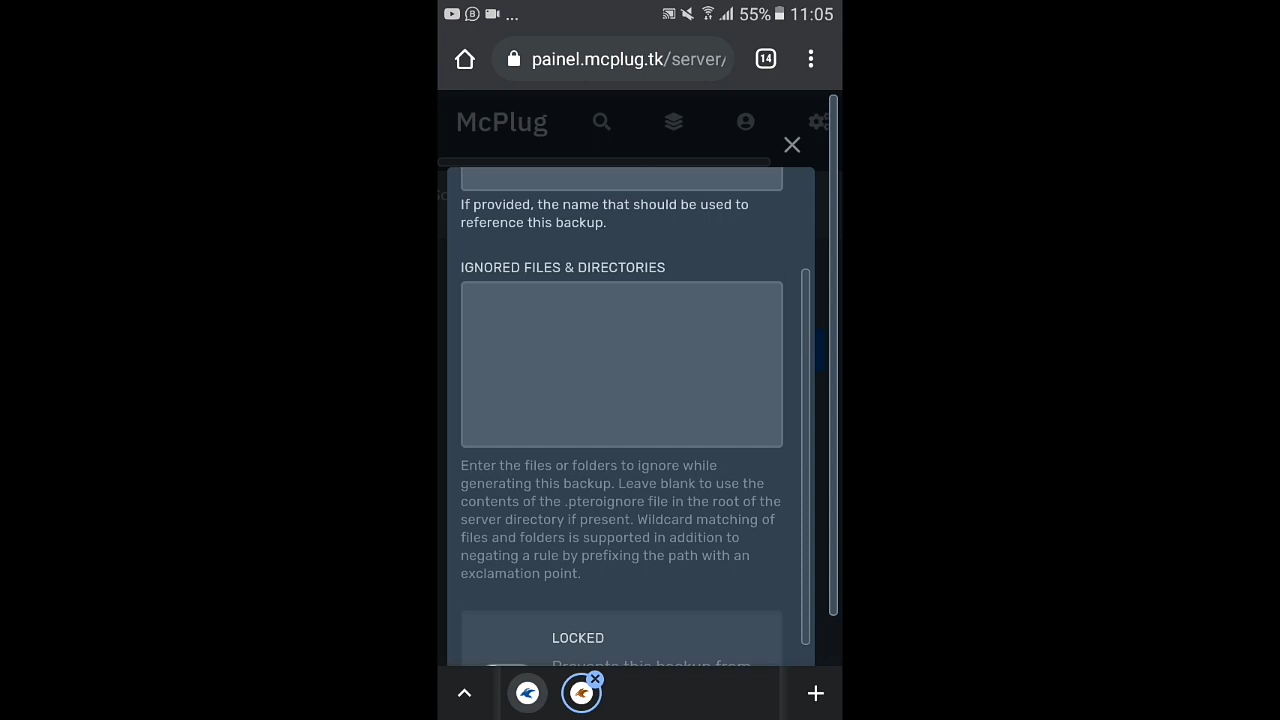 ... 55% 11:05
painel.mcplug.tk/server/ 14
McPlug
If provided, the name that should be used to
reference this backup.
IGNORED FILES & DIRECTORIES
Enter the files or folders to ignore while
generating this backup. Leave blank to use the
contents of the .pteroignore file in the root of the
server directory if present. Wildcard matching of
files and folders is supported in addition to
negating a rule by prefixing the path with an
exclamation point.
LOCKED
Prevents this backup from